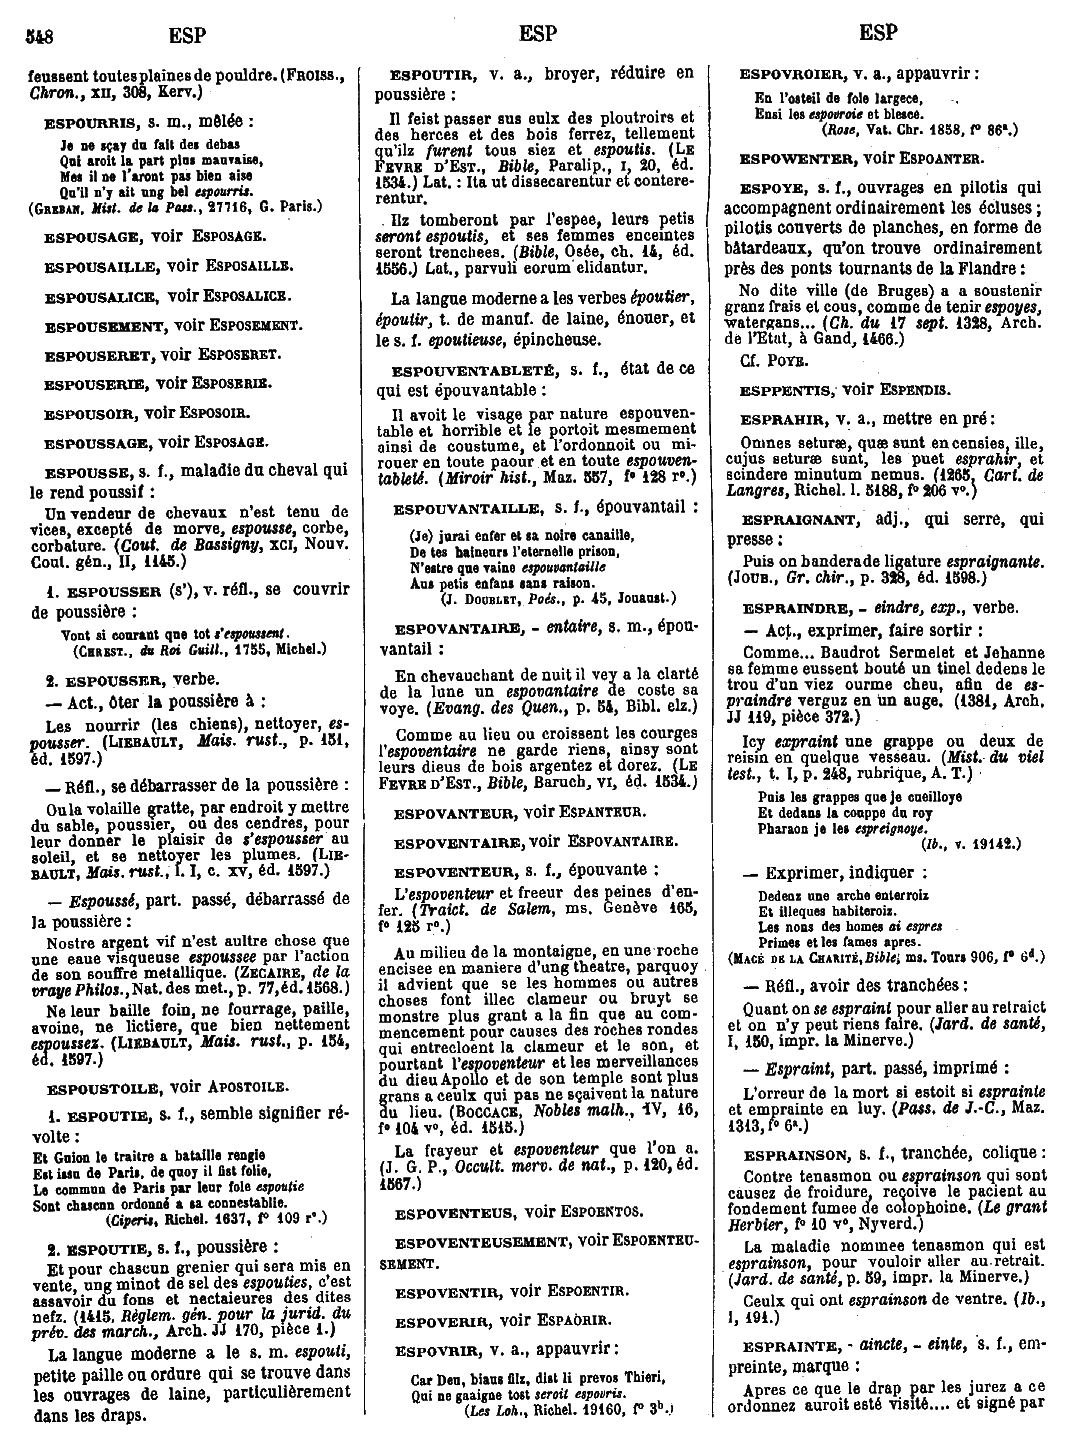 548
ESP
ESP
ESP
feussent toutes plaines de pouldre. (FROISS.,
Chron., XII, 308, Kerv.)
ESPOURRIS, s. m., mêlée :
Je ne sçay du fait des debas
Qui aroit la part plus mauvaise,
Mes il ne l'aront pas bien aise
Qu'il n'y ait ung bel espourris.
(GREBAN, Mist. de la Pass., 27716, G. Paris.)
ESPOUSAGE, voir ESPOSAGE.
ESPOUSAILLE, voir ESPOSAILLE.
ESPOUSALICE, voir ESPOSALICE.
ESPOUSEMENT, voir ESPOSEMENT.
ESPOUSERET, voir ESPOSERET.
ESPOUSERIE, voir ESPOSERIE.
ESPOUSOIR, voir ESPOSOIR.
ESPOUSSAGE, voir ESPOSAGE.
ESPOUSSE, s. f., maladie du cheval qui
le rend poussif :
Un vendeur de chevaux n'est tenu de
vices, excepté de morve, espousse, corbe,
corbature. (Cout. de Bassigny, XCI, Nouv.
Cout. gén., II, 1145.)
1. ESPOUSSER (s'), v. réfl., se couvrir
de poussière :
Vont si courant que tot s'espoussent.
(CHREST., du Roi Guill., 1755, Michel.)
2. ESPOUSSER, verbe.
— Act., ôter la poussière à :
Les nourrir (les chiens), nettoyer, es-
pousser. (LIEBAULT, Mais. rust., p. 151,
éd. 1597.)
— Réfl., se débarrasser de la poussière :
Ou la volaille gratte, par endroit y mettre
du sable, poussier, ou des cendres, pour
leur donner le plaisir de s'espousser au
soleil, et se nettoyer les plumes. (LIE-
BAULT, Mais. rust., l. I, c. XV, éd. 1597.)
— Espoussé, part. passé, débarrassé de
la poussière :
Nostre argent vif n'est aultre chose que
une eaue visqueuse espoussee par l'action
de son souffre metallique. (ZECAIRE, de la
vraye Philos., Nat. des met., p. 77, éd. 1568.)
Ne leur baille foin, ne fourrage, paille,
avoine, ne lictiere, que bien nettement
espoussez. (LIEBAULT, Mais. rust., p. 154,
éd. 1597.)
ESPOUSTOILE, voir APOSTOILE.
1. ESPOUTIE, s. f., semble signifier ré-
volte :
Et Guion le traitre a bataille rengie
Est issu de Paris, de quoy il fist folie,
Le commun de Paris par leur fole espoutie
Sont chascun ordonné a sa connestablie.
(Ciperis, Richel. 1637, f° 109 r°.)
2. ESPOUTIE, s. f., poussière :
Et pour chascun grenier qui sera mis en
vente, ung minot de sel des espouties, c'est
assavoir du fons et nectaieures des dites
nefz. (1415, Règlem. gén. pour la jurid. du
prév. des march., Arch. JJ 170, pièce 1.)
La langue moderne a le s. m. espouti,
petite paille ou ordure qui se trouve dans
les ouvrages de laine, particulièrement
dans les draps.
ESPOUTIR, v. a., broyer, réduire en
poussière :
Il feist passer sus eulx des ploutroirs et
des herces et des bois ferrez, tellement
qu'ilz furent tous siez et espoutis. (LE
FEVRE D'EST., Bible, Paralip., I, 20, éd.
1534.) Lat. : Ita ut dissecarentur et contere-
rentur.
Ilz tomberont par l'espee, leurs petis
seront espoutis, et ses femmes enceintes
seront trenchees. (Bible, Osée, ch. 14, éd.
1556.) Lat., parvuli eorum elidantur.
La langue moderne a les verbes époutier,
époutir, t. de manuf. de laine, énouer, et
le s. f. epoutieuse, épincheuse.
ESPOUVENTABLETÉ, s. f., état de ce
qui est épouvantable :
Il avoit le visage par nature espouven-
table et horrible et le portoit mesmement
ainsi de coustume, et l'ordonnoit ou mi-
rouer en toute paour et en toute espouven-
tableté. (Miroir hist., Maz. 557, f° 128 r°.)
ESPOUVANTAILLE, s. f., épouvantail :
(Je) jurai enfer et sa noire canaille,
De tes haineurs l'eternelle prison,
N'estre que vaine espouvantaille
Aus petis enfans sans raison.
(J. DOUBLET, Poés., p. 45, Jouaust.)
ESPOVANTAIRE, - entaire, s. m., épou-
vantail :
En chevauchant de nuit il vey a la clarté
de la lune un espovantaire de coste sa
voye. (Evang. des Quen., p. 54, Bibl. elz.)
Comme au lieu ou croissent les courges
l'espoventaire ne garde riens, ainsy sont
leurs dieus de bois argentez et dorez. (LE
FEVRE D'EST., Bible, Baruch, VI, éd. 1534.)
ESPOVANTEUR, voir ESPANTEUR.
ESPOVENTAIRE, voir ESPOVANTAIRE.
ESPOVENTEUR, s. f., épouvante :
L'espoventeur et freeur des peines d'en-
fer. (Traict. de Salem, ms. Genève 165,
f° 125 r°.)
Au milieu de la montaigne, en une roche
encisee en maniere d'ung theatre, parquoy
il advient que se les hommes ou autres
choses font illec clameur ou bruyt se
monstre plus grant a la fin que au com-
mencement pour causes des roches rondes
qui entrecloent la clameur et le son, et
pourtant l'espoventeur et les merveillances
du dieu Apollo et de son temple sont plus
grans a ceulx qui pas ne sçaivent la nature
du lieu. (BOCCACE, Nobles malh., IV, 16,
f° 104 v°, éd. 1515.)
La frayeur et espoventeur que l'on a.
(J. G. P., Occult. merv. de nat., p. 120, éd.
1567.)
ESPOVENTEUS, voir ESPOENTOS.
ESPOVENTEUSEMENT, voir ESPOENTEU-
SEMENT.
ESPOVENTIR, voir ESPOENTIR.
ESPOVERIR, voir ESPAORIR.
ESPOVRIR, v. a., appauvrir :
Car Deu, biaus filz, dist li prevos Thieri,
Qui ne gaaigne tost seroit espovris.
(Les Loh., Richel. 19160, f° 3b.)
ESPOVROIER, v. a., appauvrir :
En l'osteil de fole largece,
Ensi les espovroie et blesce.
(Rose, Vat. Chr. 1858, f° 86a.)
ESPOWENTER, voir ESPOANTER.
ESPOYE, s. f., ouvrages en pilotis qui
accompagnent ordinairement les écluses ;
pilotis couverts de planches, en forme de
bâtardeaux, qu'on trouve ordinairement
près des ponts tournants de la Flandre :
No dite ville (de Bruges) a a soustenir
granz frais et cous, comme de tenir espoyes,
watergans... (Ch. du 17 sept. 1328, Arch.
de l'Etat, à Gand, 1466.)
Cf. POYE.
ESPPENTIS, voir ESPENDIS.
ESPRAHIR, v. a., mettre en pré :
Omnes seturæ, quæ sunt en censies, ille,
cujus seturæ sunt, les puet esprahir, et
scindere minutum nemus. (1265, Cart. de
Langres, Richel. l. 5188, f° 206 v°.)
ESPRAIGNANT, adj., qui serre, qui
presse :
Puis on bandera de ligature espraignante.
(JOUB., Gr. chir., p. 328, éd. 1598.)
ESPRAINDRE, - eindre, exp., verbe.
— Act., exprimer, faire sortir :
Comme... Baudrot Sermelet et Jehanne
sa femme eussent bouté un tinel dedens le
trou d'un viez ourme cheu, afin de es-
praindre verguz en un auge. (1381, Arch.
JJ 119, pièce 372.)
Icy expraint une grappe ou deux de
reisin en quelque vesseau. (Mist. du viel
test., t. I, p. 248, rubrique, A. T.)
Puis les grappes que je cueilloye
Et dedans la couppe du roy
Pharaon je les espreignoye.
(Ib., v. 19142.)
— Exprimer, indiquer :
Dedenz une arche enterroiz
Et illeques habiteroiz.
Les nons des homes ai espres
Primes et les fames apres.
(MACÉ DE LA CHARITÉ, Bible, ms. Tours 906, f° 6d.)
— Réfl., avoir des tranchées :
Quant on se espraint pour aller au retraict
et on n'y peut riens faire. (Jard. de santé,
I, 150, impr. la Minerve.)
— Espraint, part. passé, imprimé :
L'orreur de la mort si estoit si esprainte
et emprainte en luy. (Pass. de J.-C., Maz.
1313, f° 6a.)
ESPRAINSON, s. f., tranchée, colique :
Contre tenasmon ou esprainson qui sont
causez de froidure, reçoive le pacient au
fondement fumee de colophoine. (Le grant
Herbier, f° 10 v°, Nyverd.)
La maladie nommee tenasmon qui est
esprainson, pour vouloir aller au retrait.
(Jard. de santé, p. 59, impr. la Minerve.)
Ceulx qui ont esprainson de ventre. (Ib.,
I, 191.)
ESPRAINTE, - aincte, - einte, s. f., em-
preinte, marque :
Apres ce que le drap par les jurez a ce
ordonnez auroit esté visité.... et signé par